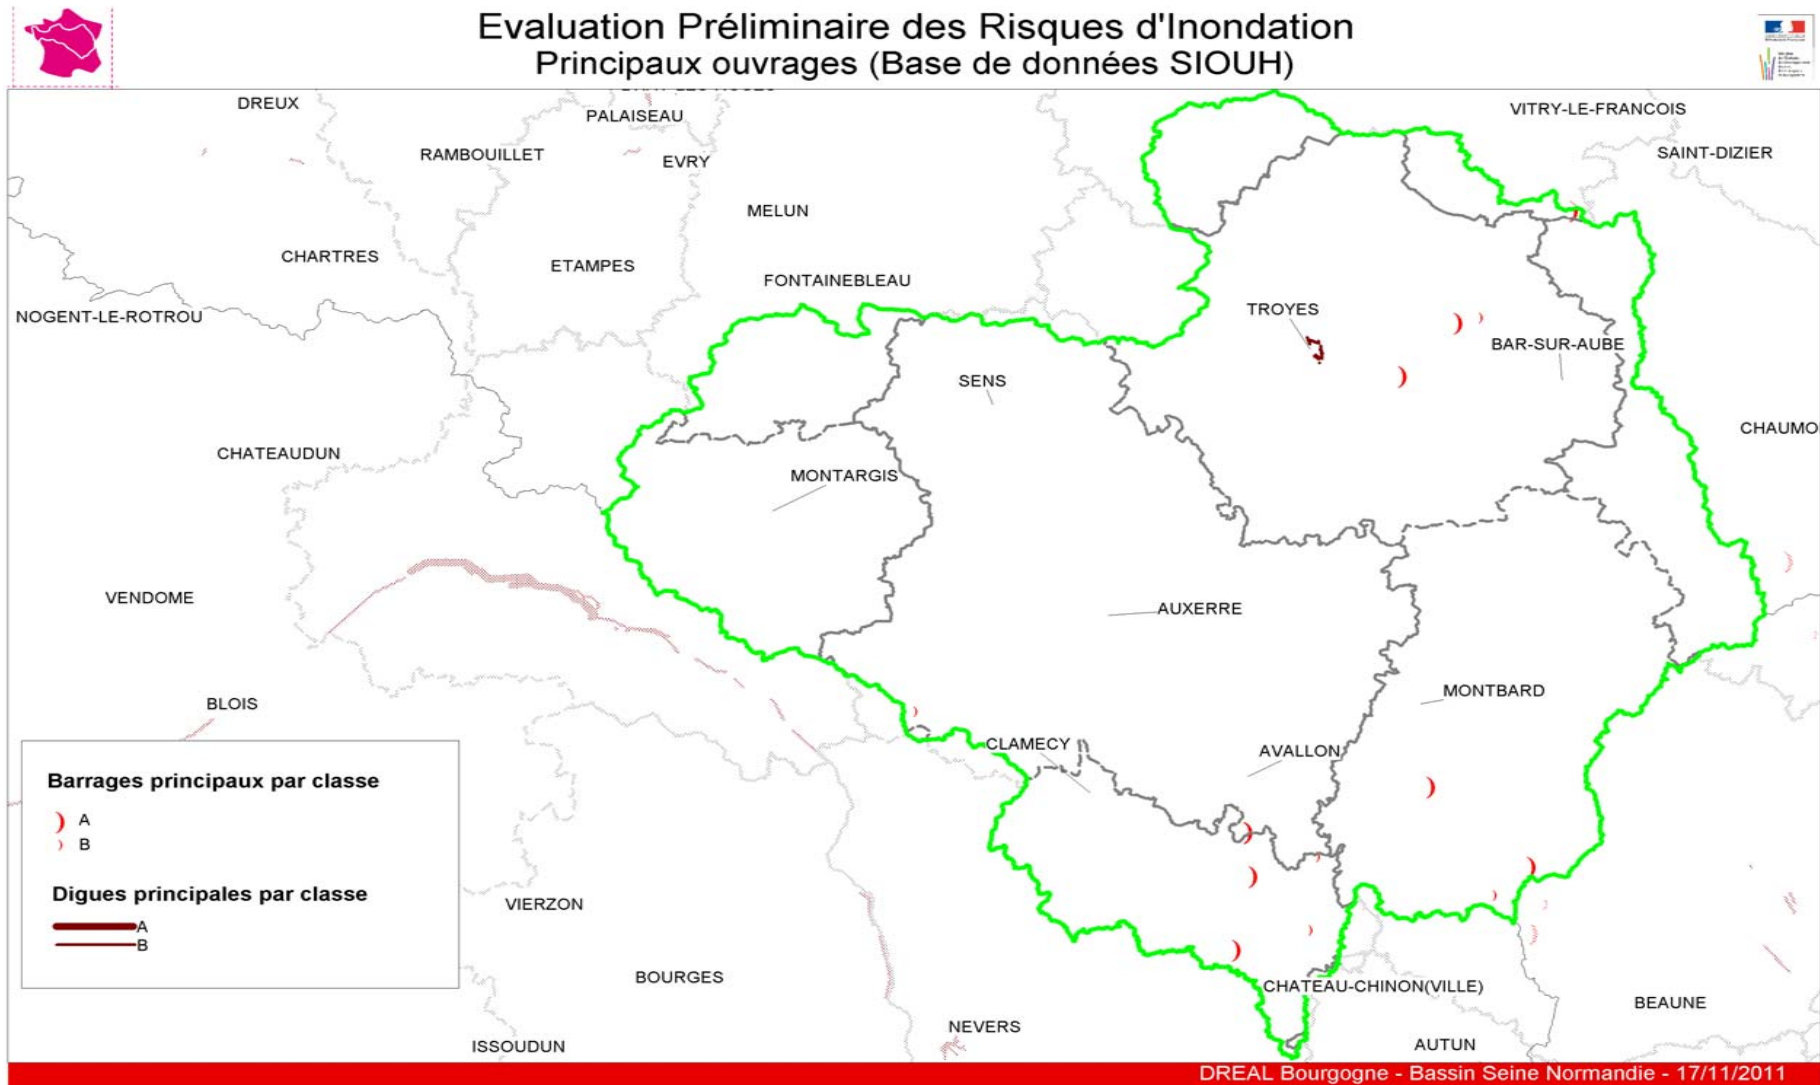 Evaluation Préliminaire des Risques d'Inondation
Principaux ouvrages (Base de données SIOUH)
DREUX
PALAISEAU
VITRY-LE-FRANCOIS
RAMBOUILLET
EVRY
SAINT-DIZIER
MELUN
CHARTRES
ETAMPES
FONTAINEBLEAU
NOGENT-LE-ROTROU
TROYES
BAR-SUR-AUBE
SENS
CHAUMO
CHATEAUDUN
MONTARGIS
VENDOME
AUXERRE
BLOIS
MONTBARD
CLAMECY
AVALLON
Barrages principaux par classe
A
B
Digues principales par classe
A
B
VIERZON
BOURGES
CHATEAU-CHINON(VILLE)
BEAUNE
NEVERS
ISSOUDUN
AUTUN
DREAL Bourgogne - Bassin Seine Normandie - 17/11/2011